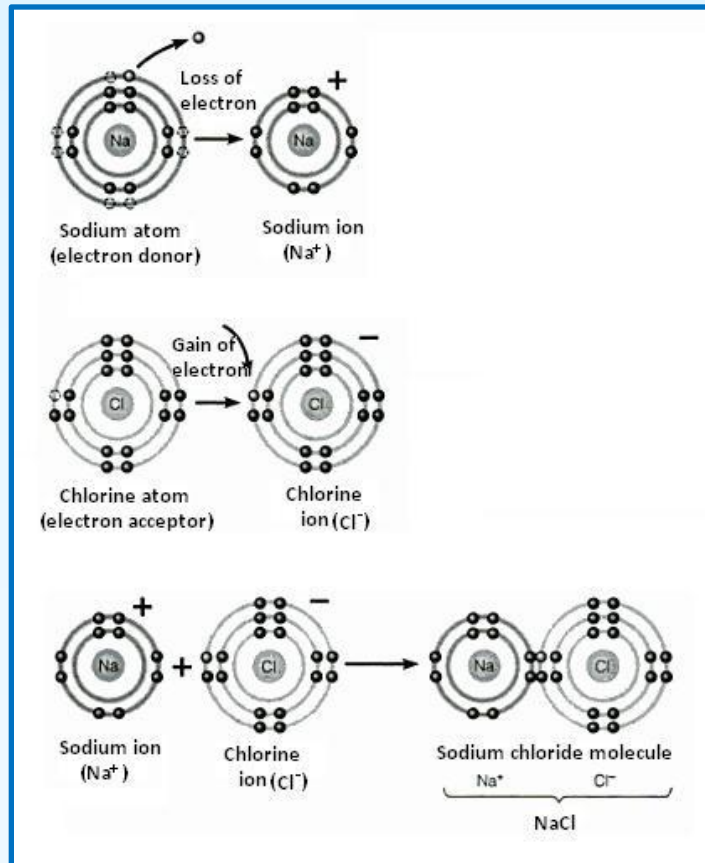 Loss of
electron
+
Na
Na
Sodium atom
(electron donor)
Sodium ion
(Na⁺)
Gain of
electron
−
Cl
Cl
Chlorine atom
(electron acceptor)
Chlorine
ion (Cl⁻)
+
−
Na
+
Cl
Na
Cl
Sodium ion
(Na⁺)
Chlorine
ion (Cl⁻)
Sodium chloride molecule
Na⁺ Cl⁻
NaCl